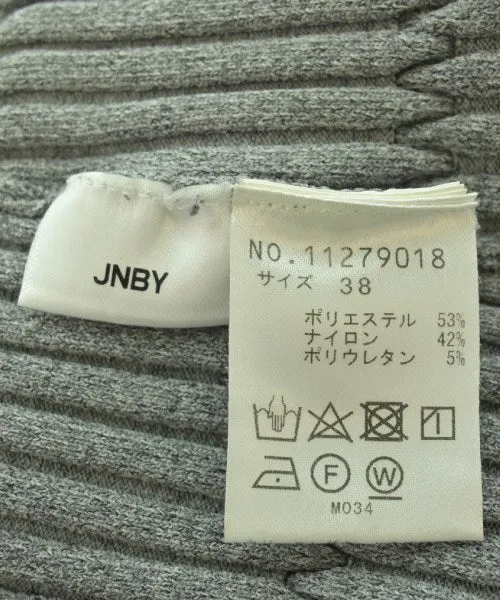 JNBY
NO.11279018
サイズ 38
ポリエステル 53%
ナイロン 42%
ポリウレタン 5%
F W
M034